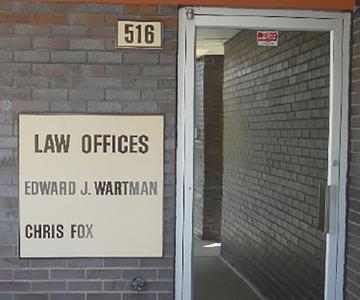 516
LAW OFFICES
EDWARD J. WARTMAN
CHRIS FOX